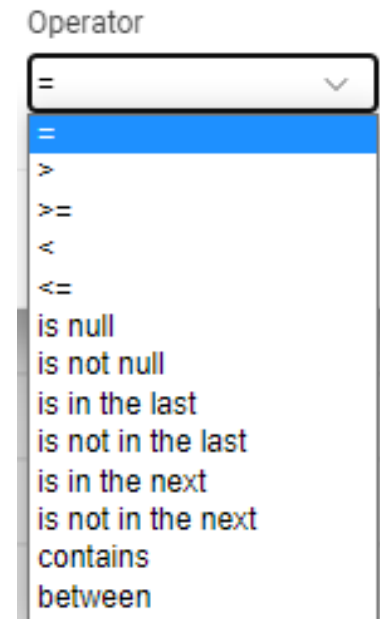 Operator
=
=
>
>=
<
<=
is null
is not null
is in the last
is not in the last
is in the next
is not in the next
contains
between